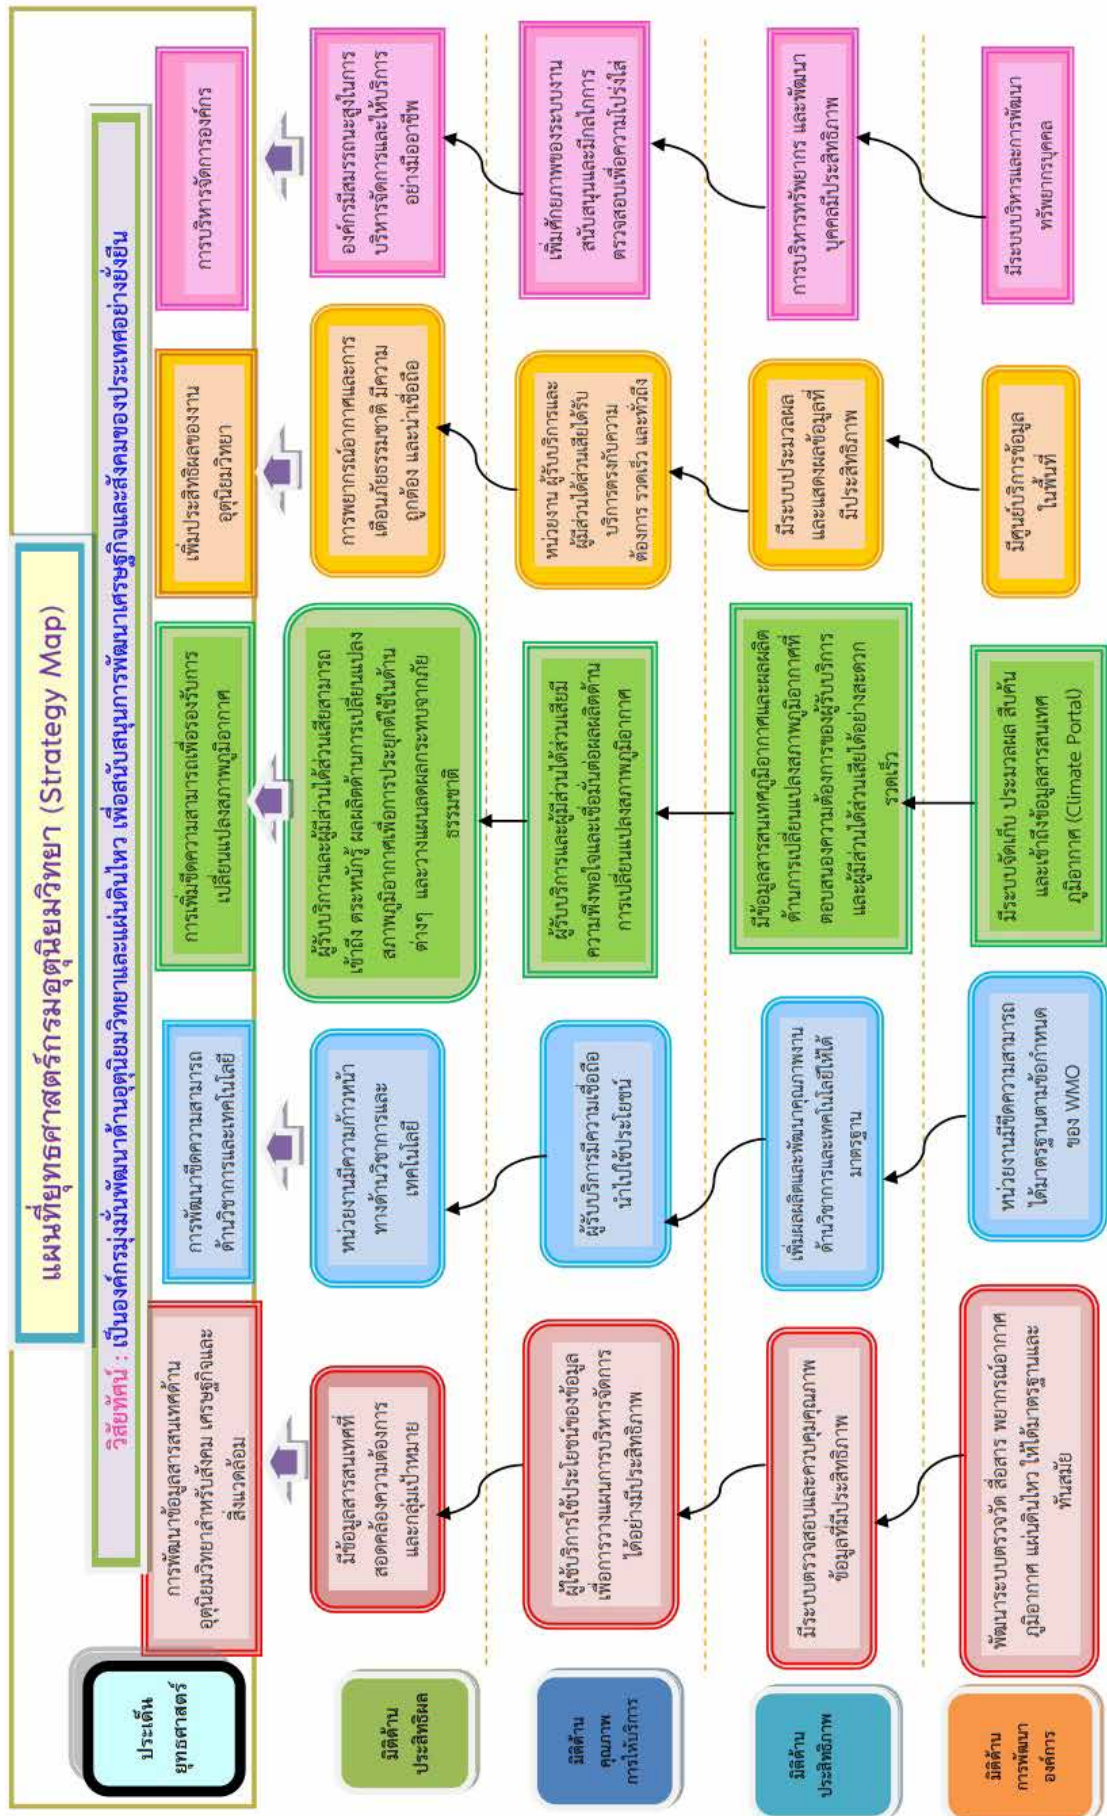 แผนที่ยุทธศาสตร์กรมอุตุนิยมวิทยา (Strategy Map)
วิสัยทัศน์ : เป็นองค์กรมุ่งมั่นพัฒนาด้านอุตุนิยมวิทยาและแผ่นดินไหว เพื่อสนับสนุนการพัฒนาเศรษฐกิจและสังคมของประเทศอย่างยั่งยืน
ประเด็น
ยุทธศาสตร์
การพัฒนาข้อมูลสารสนเทศด้าน
อุตุนิยมวิทยาสำหรับสังคม เศรษฐกิจและ
สิ่งแวดล้อม
การพัฒนาขีดความสามารถ
ด้านวิชาการและเทคโนโลยี
การเพิ่มขีดความสามารถเพื่อรองรับการ
เปลี่ยนแปลงสภาพภูมิอากาศ
เพิ่มประสิทธิผลของงาน
อุตุนิยมวิทยา
การบริหารจัดการองค์กร
มิติด้าน
ประสิทธิผล
มีข้อมูลสารสนเทศที่
สอดคล้องความต้องการ
และกลุ่มเป้าหมาย
หน่วยงานมีความก้าวหน้า
ทางด้านวิชาการและ
เทคโนโลยี
ผู้รับบริการและผู้มีส่วนได้ส่วนเสียสามารถ
เข้าถึง ตระหนักรู้ ผลผลิตด้านการเปลี่ยนแปลง
สภาพภูมิอากาศเพื่อการประยุกต์ใช้ในด้าน
ต่างๆ และวางแผนลดผลกระทบจากภัย
ธรรมชาติ
การพยากรณ์อากาศและการ
เตือนภัยธรรมชาติ มีความ
ถูกต้อง และน่าเชื่อถือ
องค์กรมีสมรรถนะสูงในการ
บริหารจัดการและให้บริการ
อย่างมืออาชีพ
มิติด้าน
คุณภาพ
การให้บริการ
ผู้ใช้บริการใช้ประโยชน์ของข้อมูล
เพื่อการวางแผนการบริหารจัดการ
ได้อย่างมีประสิทธิภาพ
ผู้รับบริการมีความเชื่อถือ
นำไปใช้ประโยชน์
ผู้รับบริการและผู้มีส่วนได้ส่วนเสียมี
ความพึงพอใจและเชื่อมั่นต่อผลผลิตด้าน
การเปลี่ยนแปลงสภาพภูมิอากาศ
หน่วยงาน ผู้รับบริการและ
ผู้มีส่วนได้ส่วนเสียได้รับ
บริการตรงกับความ
ต้องการ รวดเร็ว และทั่วถึง
เพิ่มศักยภาพของระบบงาน
สนับสนุนและมีกลไกการ
ตรวจสอบเพื่อความโปร่งใส
มิติด้าน
ประสิทธิภาพ
มีระบบตรวจสอบและควบคุมคุณภาพ
ข้อมูลที่มีประสิทธิภาพ
เพิ่มผลผลิตและพัฒนาคุณภาพงาน
ด้านวิชาการและเทคโนโลยีให้ได้
มาตรฐาน
มีข้อมูลสารสนเทศภูมิอากาศและผลผลิต
ด้านการเปลี่ยนแปลงสภาพภูมิอากาศที่
ตอบสนองความต้องการของผู้รับบริการ
และผู้มีส่วนได้ส่วนเสียได้อย่างสะดวก
รวดเร็ว
มีระบบประมวลผล
และแสดงผลข้อมูลที่
มีประสิทธิภาพ
การบริหารทรัพยากร และพัฒนา
บุคคลมีประสิทธิภาพ
มิติด้าน
การพัฒนา
องค์การ
พัฒนาระบบตรวจวัด สื่อสาร พยากรณ์อากาศ
ภูมิอากาศ แผ่นดินไหว ให้ได้มาตรฐานและ
ทันสมัย
หน่วยงานมีขีดความสามารถ
ได้มาตรฐานตามข้อกำหนด
ของ WMO
มีระบบจัดเก็บ ประมวลผล สืบค้น
และเข้าถึงข้อมูลสารสนเทศ
ภูมิอากาศ (Climate Portal)
มีศูนย์บริการข้อมูล
ในพื้นที่
มีระบบบริหารและการพัฒนา
ทรัพยากรบุคคล